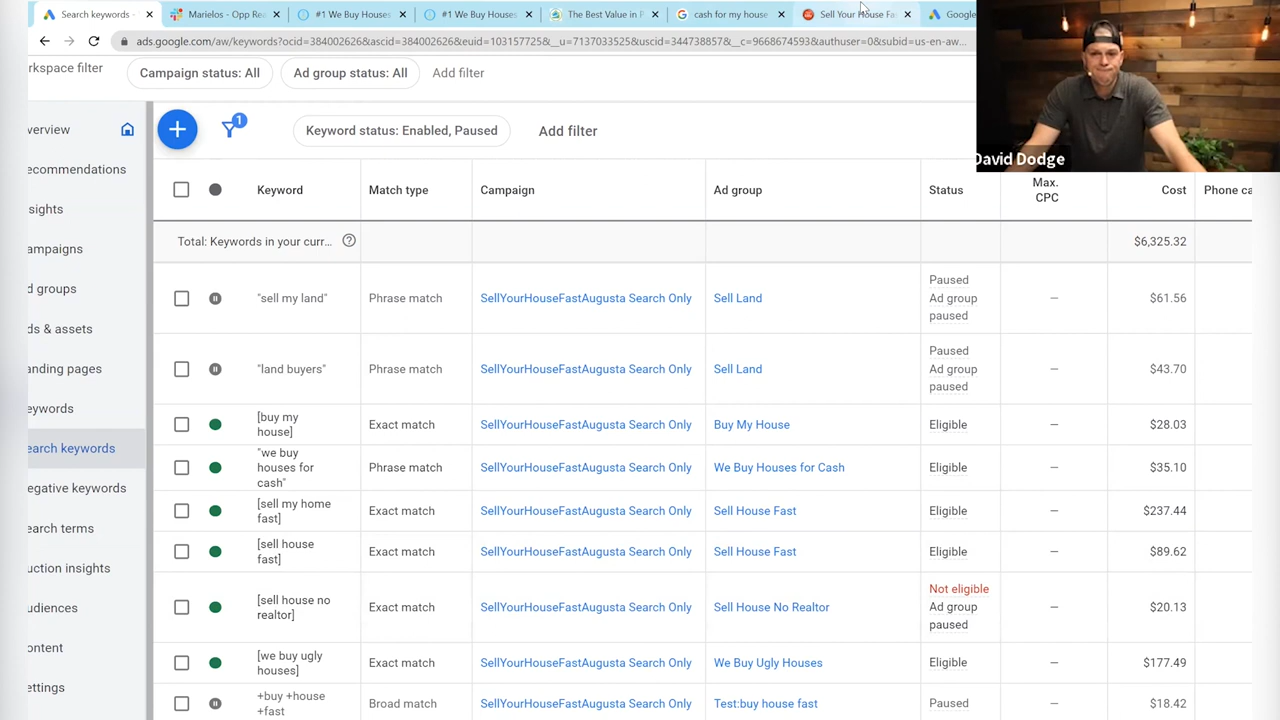 Search keywords -
Marielos - Opp Rea
#1 We Buy Houses
#1 We Buy Houses
The Best Value in F
cash for my house
Sell Your House Fas
Google
ads.google.com/aw/keywords?ocid=384002626&ascid=384002626&euid=103157725&__u=7137033525&uscid=344738857&__c=9668674593&authuser=0&subid=us-en-aw...
rkspace filter
Campaign status: All
Ad group status: All
Add filter
David Dodge
verview
ecommendations
sights
ampaigns
d groups
ds & assets
anding pages
eywords
earch keywords
egative keywords
earch terms
uction insights
udiences
ontent
ettings
1
Keyword status: Enabled, Paused
Add filter
Keyword Match type Campaign Ad group Status Max. CPC Cost Phone ca
Total: Keywords in your curr... $6,325.32
"sell my land" Phrase match SellYourHouseFastAugusta Search Only Sell Land Paused Ad group paused — $61.56
"land buyers" Phrase match SellYourHouseFastAugusta Search Only Sell Land Paused Ad group paused — $43.70
[buy my house] Exact match SellYourHouseFastAugusta Search Only Buy My House Eligible — $28.03
"we buy houses for cash" Phrase match SellYourHouseFastAugusta Search Only We Buy Houses for Cash Eligible — $35.10
[sell my home fast] Exact match SellYourHouseFastAugusta Search Only Sell House Fast Eligible — $237.44
[sell house fast] Exact match SellYourHouseFastAugusta Search Only Sell House Fast Eligible — $89.62
[sell house no realtor] Exact match SellYourHouseFastAugusta Search Only Sell House No Realtor Not eligible Ad group paused — $20.13
[we buy ugly houses] Exact match SellYourHouseFastAugusta Search Only We Buy Ugly Houses Eligible — $177.49
+buy +house +fast Broad match SellYourHouseFastAugusta Search Only Test:buy house fast Paused — $18.42